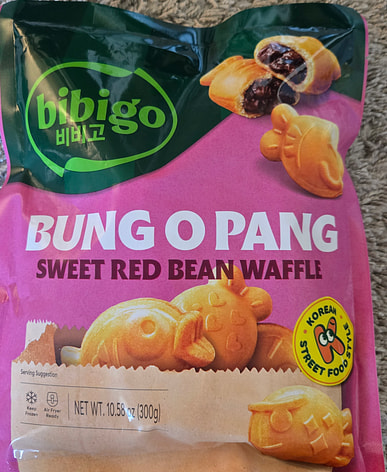 bibigo
비비고
BUNG O PANG
SWEET RED BEAN WAFFLE
KOREAN
STREET FOOD STYLE
Serving Suggestion
Keep Frozen
Air Fryer Ready
NET WT. 10.58 oz (300g)